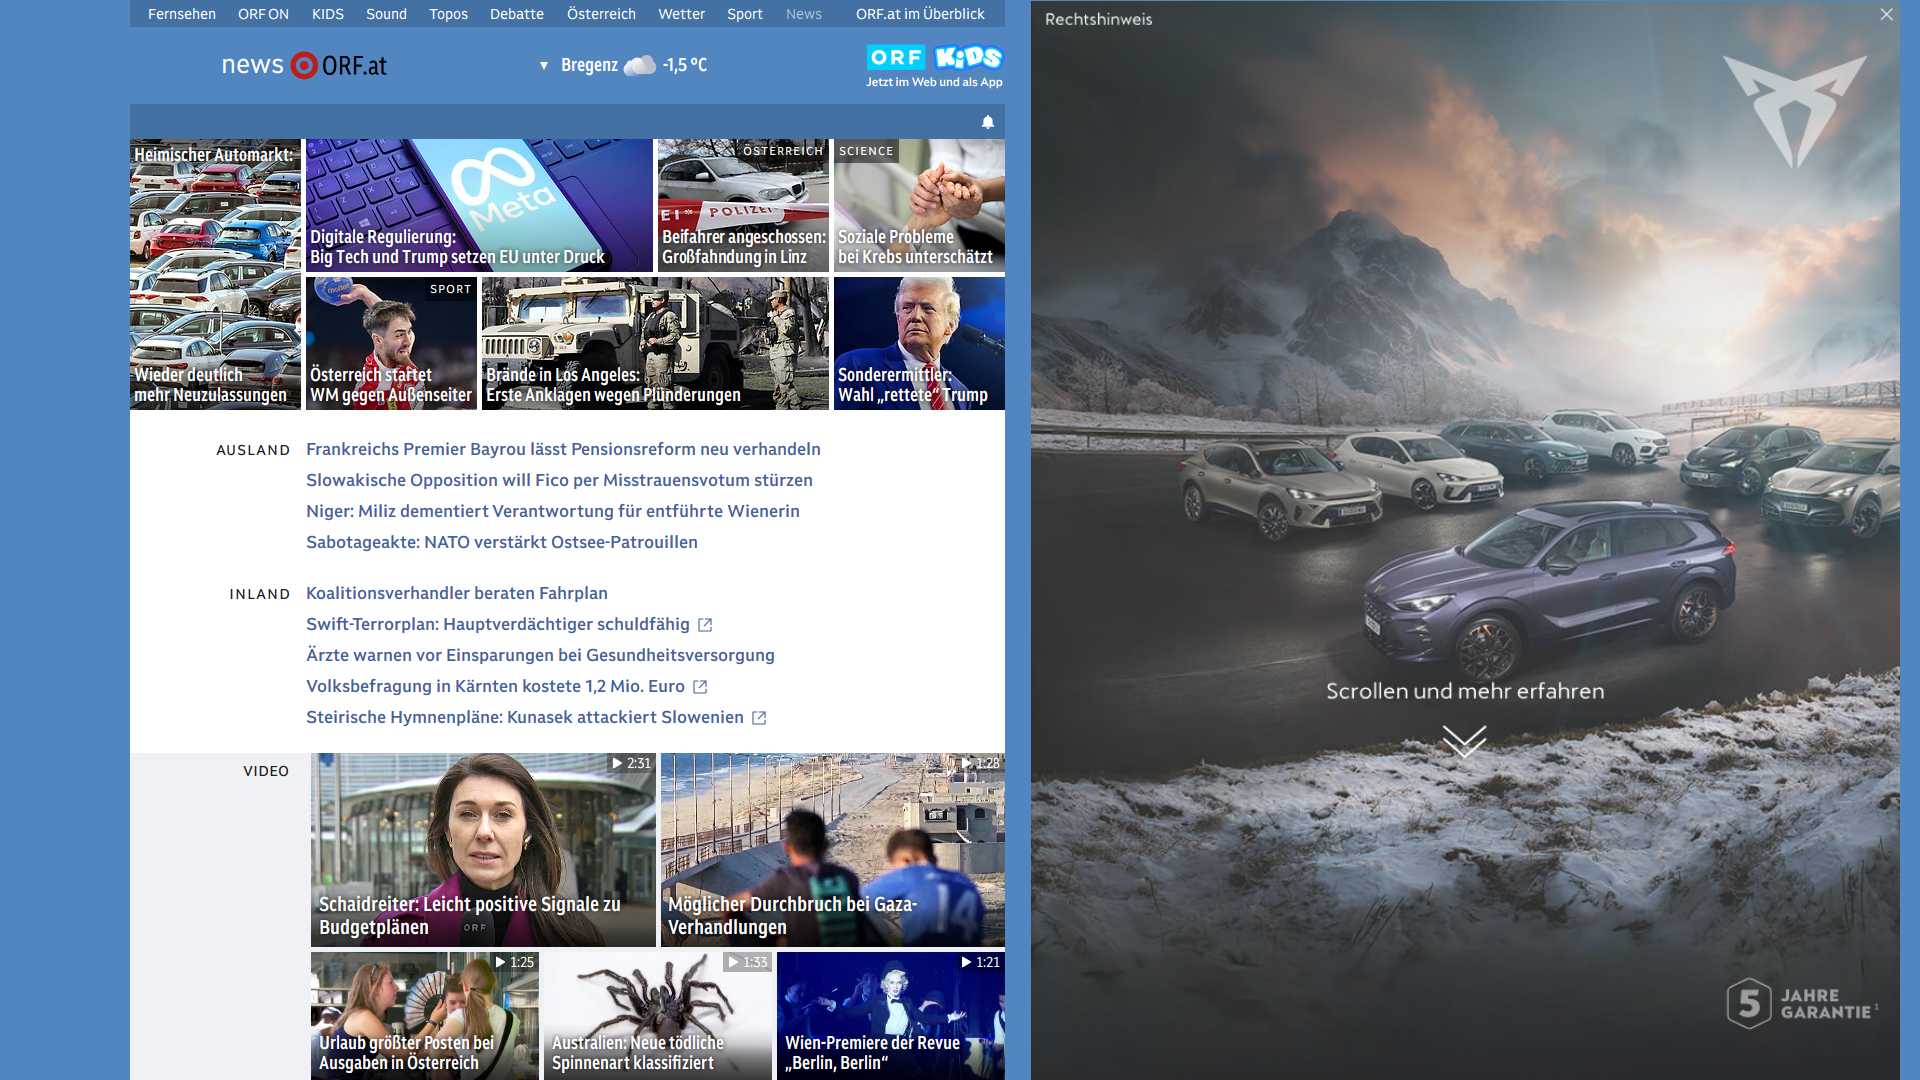 Fernsehen ORF ON KIDS Sound Topos Debatte Österreich Wetter Sport News ORF.at im Überblick
news ORF.at
Bregenz -1,5 °C
ORF KiDS
Jetzt im Web und als App
Heimischer Automarkt:
Wieder deutlich
mehr Neuzulassungen
Meta
Digitale Regulierung:
Big Tech und Trump setzen EU unter Druck
ÖSTERREICH
EI * POLIZEI
Beifahrer angeschossen:
Großfahndung in Linz
SCIENCE
Soziale Probleme
bei Krebs unterschätzt
SPORT
molten
Österreich startet
WM gegen Außenseiter
Brände in Los Angeles:
Erste Anklagen wegen Plünderungen
Sonderermittler:
Wahl „rettete“ Trump
AUSLAND
Frankreichs Premier Bayrou lässt Pensionsreform neu verhandeln
Slowakische Opposition will Fico per Misstrauensvotum stürzen
Niger: Miliz dementiert Verantwortung für entführte Wienerin
Sabotageakte: NATO verstärkt Ostsee-Patrouillen
INLAND
Koalitionsverhandler beraten Fahrplan
Swift-Terrorplan: Hauptverdächtiger schuldfähig
Ärzte warnen vor Einsparungen bei Gesundheitsversorgung
Volksbefragung in Kärnten kostete 1,2 Mio. Euro
Steirische Hymnenpläne: Kunasek attackiert Slowenien
VIDEO
2:31
Schaidreiter: Leicht positive Signale zu
Budgetplänen
ORF
1:28
14
Möglicher Durchbruch bei Gaza-
Verhandlungen
1:25
Urlaub größter Posten bei
Ausgaben in Österreich
1:33
Australien: Neue tödliche
Spinnenart klassifiziert
1:21
Wien-Premiere der Revue
„Berlin, Berlin“
Rechtshinweis
Scrollen und mehr erfahren
5 JAHRE
GARANTIE¹